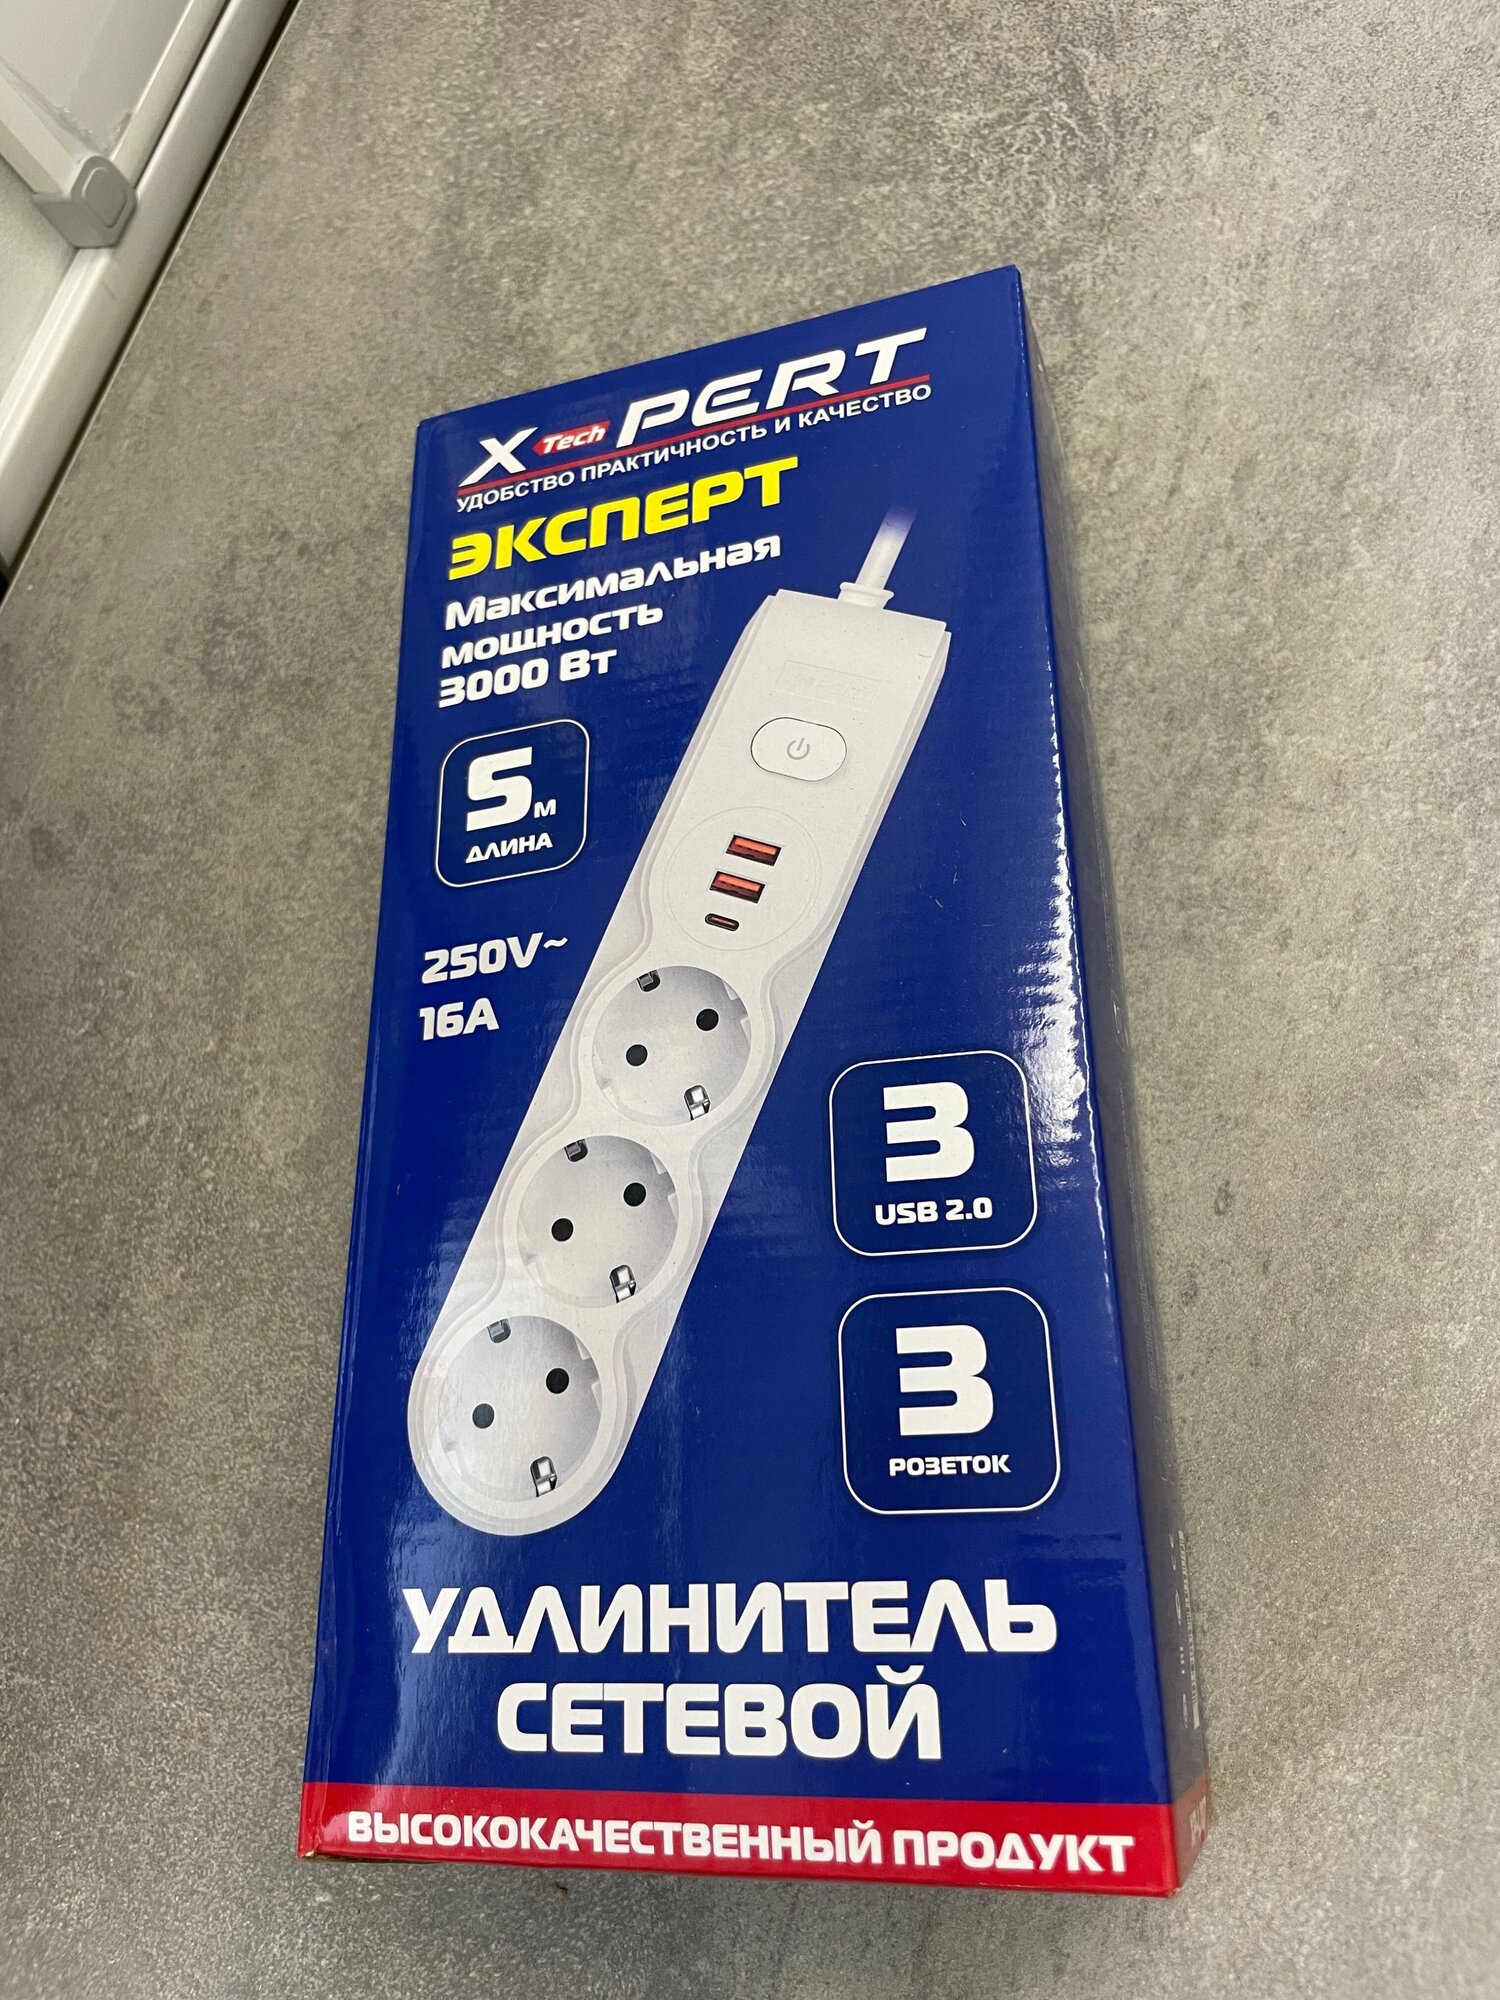 X Tech PERT
УДОБСТВО ПРАКТИЧНОСТЬ И КАЧЕСТВО
ЭКСПЕРТ
Максимальная
мощность
3000 Вт
5 м
ДЛИНА
250V~
16A
3
USB 2.0
3
РОЗЕТОК
УДЛИНИТЕЛЬ
СЕТЕВОЙ
ВЫСОКОКАЧЕСТВЕННЫЙ ПРОДУКТ